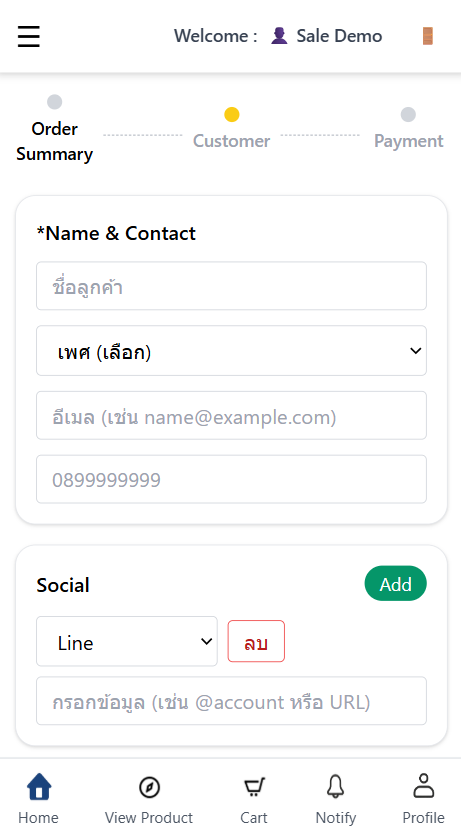 Welcome : Sale Demo
Order
Summary
Customer
Payment
*Name & Contact
ชื่อลูกค้า
เพศ (เลือก)
อีเมล (เช่น name@example.com)
0899999999
Social
Add
Line
ลบ
กรอกข้อมูล (เช่น @account หรือ URL)
Home
View Product
Cart
Notify
Profile